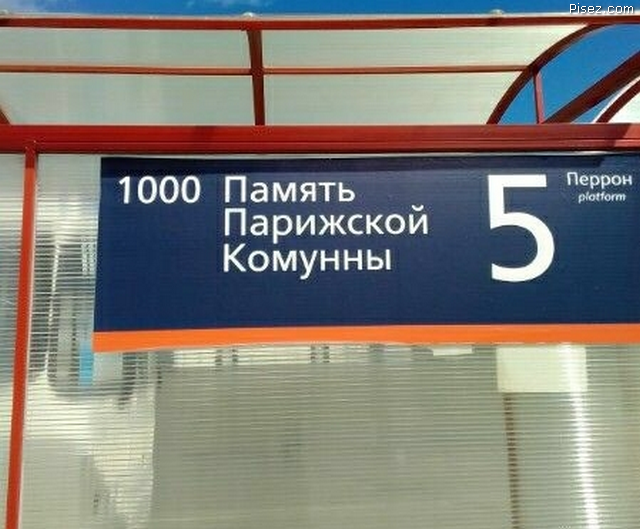 Pisez.com
1000 Память
Парижской
Комунны
5
Перрон
platform